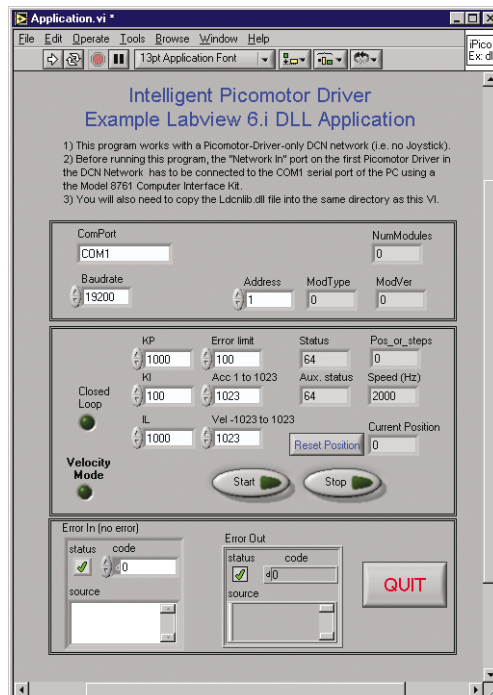 Application.vi *
File Edit Operate Tools Browse Window Help
13pt Application Font
iPico
Ex: dl
Intelligent Picomotor Driver
Example Labview 6.i DLL Application
1) This program works with a Picomotor-Driver-only DCN network (i.e. no Joystick).
2) Before running this program, the "Network In" port on the first Picomotor Driver in
the DCN Network has to be connected to the COM1 serial port of the PC using a
the Model 8761 Computer Interface Kit.
3) You will also need to copy the Ldcnlib.dll file into the same directory as this VI.
ComPort NumModules
COM1 0
Baudrate Address ModType ModVer
19200 1 0 0
KP Error limit Status Pos_or_steps
1000 100 64 0
KI Acc 1 to 1023 Aux. status Speed (Hz)
100 1023 64 2000
Closed
Loop
IL Vel -1023 to 1023 Current Position
1000 1023 Reset Position 0
Velocity
Mode
Start Stop
Error In (no error)
status code
d0
source
Error Out
status code
d0
source
QUIT